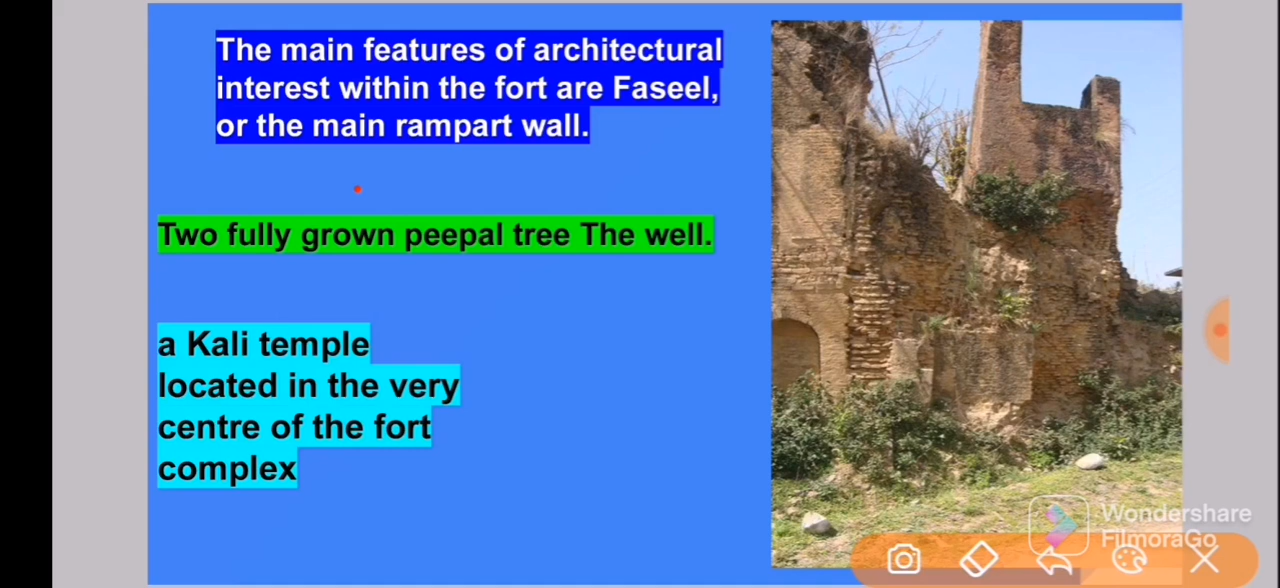 The main features of architectural
interest within the fort are Faseel,
or the main rampart wall.
Two fully grown peepal tree The well.
a Kali temple
located in the very
centre of the fort
complex
Wondershare
FilmoraGo